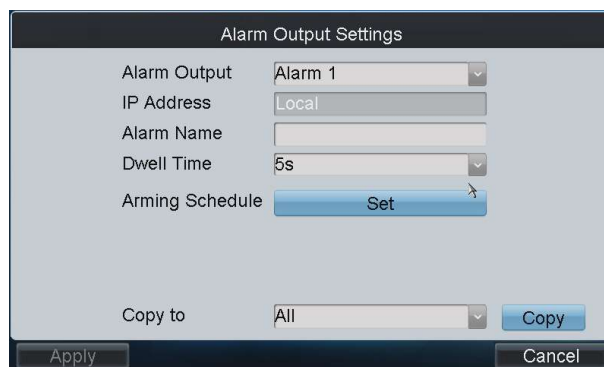 Alarm Output Settings
Alarm Output Alarm 1
IP Address Local
Alarm Name
Dwell Time 5s
Arming Schedule Set
Copy to All Copy
Apply Cancel